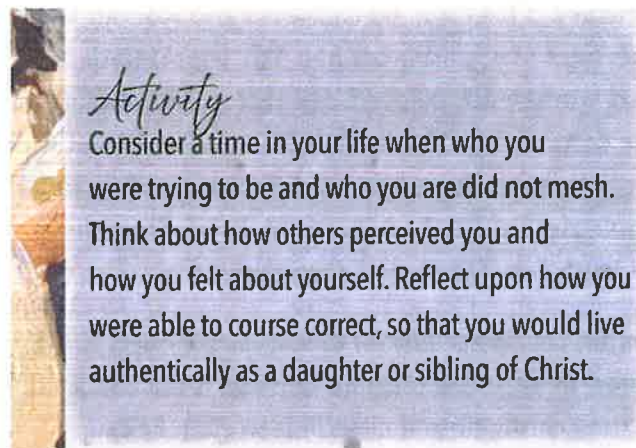 Activity
Consider a time in your life when who you
were trying to be and who you are did not mesh.
Think about how others perceived you and
how you felt about yourself. Reflect upon how you
were able to course correct, so that you would live
authentically as a daughter or sibling of Christ.